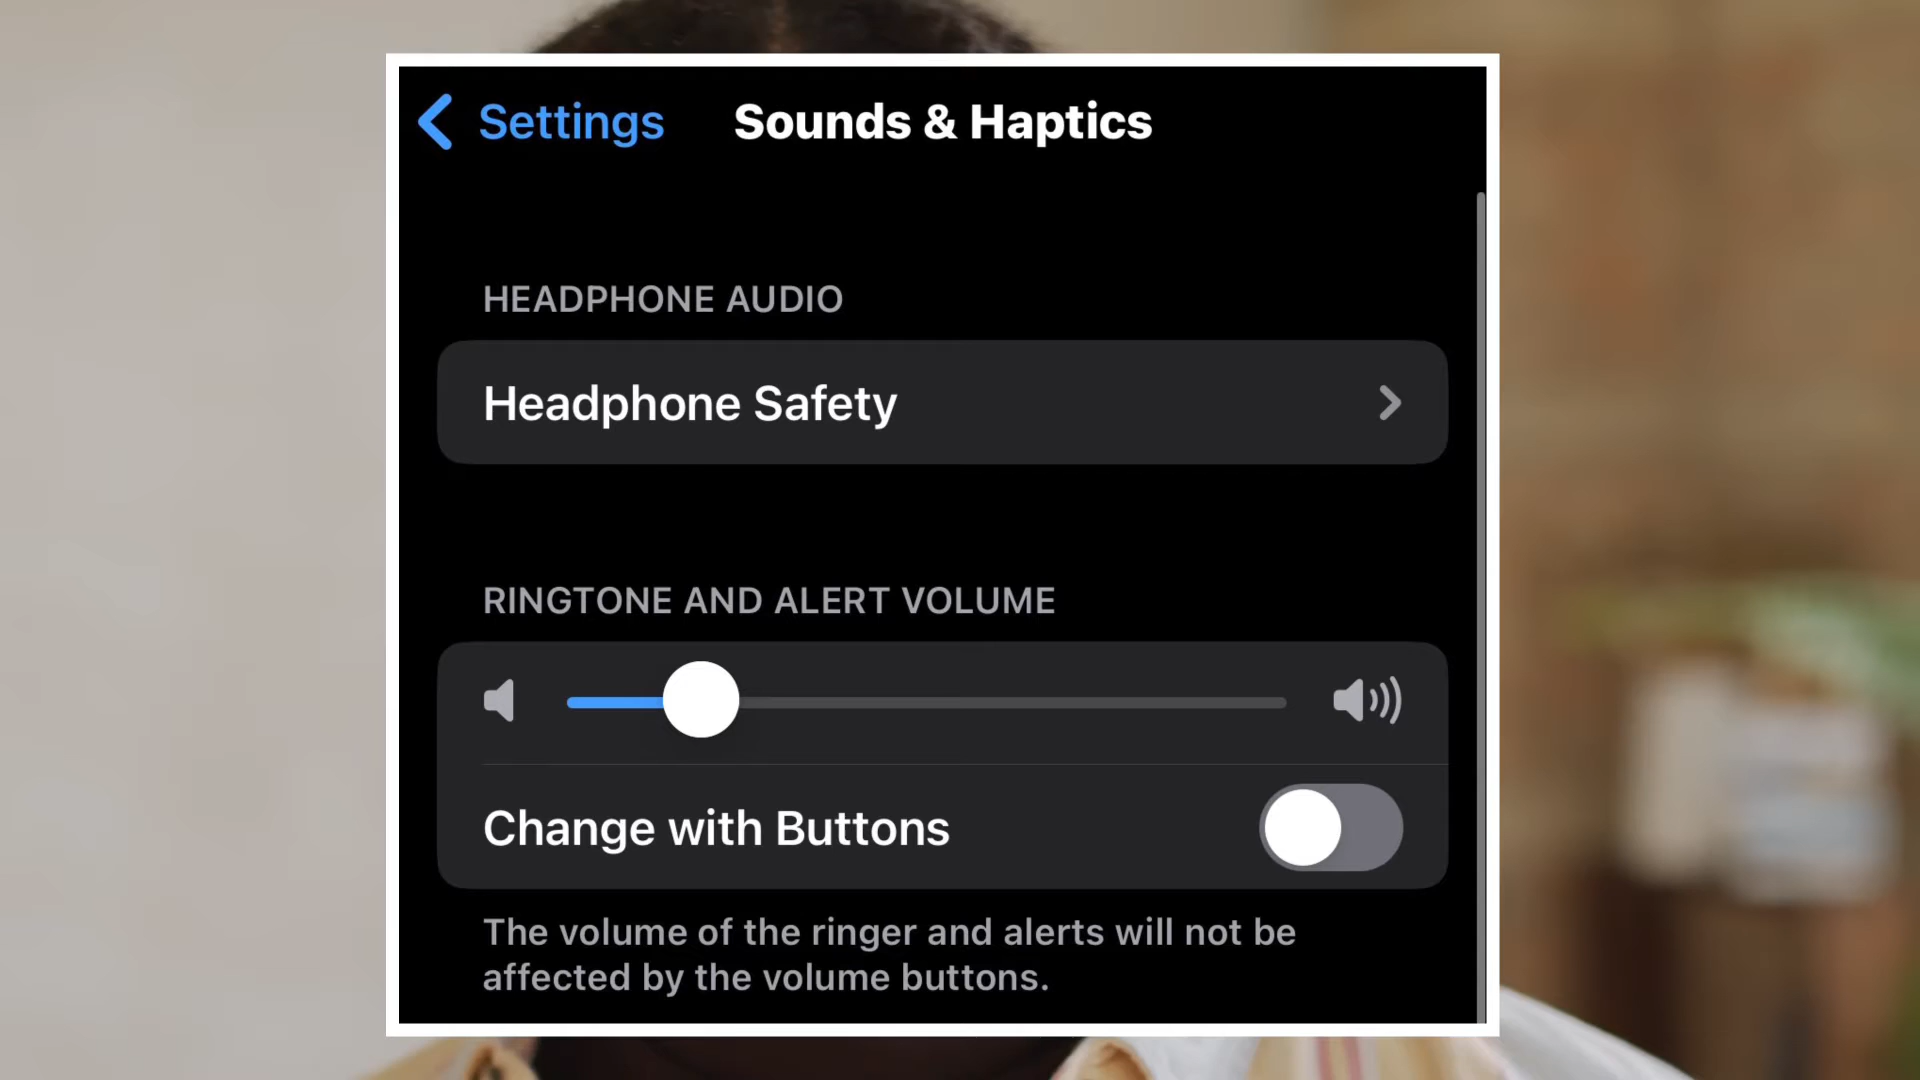 Settings
Sounds & Haptics
HEADPHONE AUDIO
Headphone Safety
RINGTONE AND ALERT VOLUME
Change with Buttons
The volume of the ringer and alerts will not be
affected by the volume buttons.